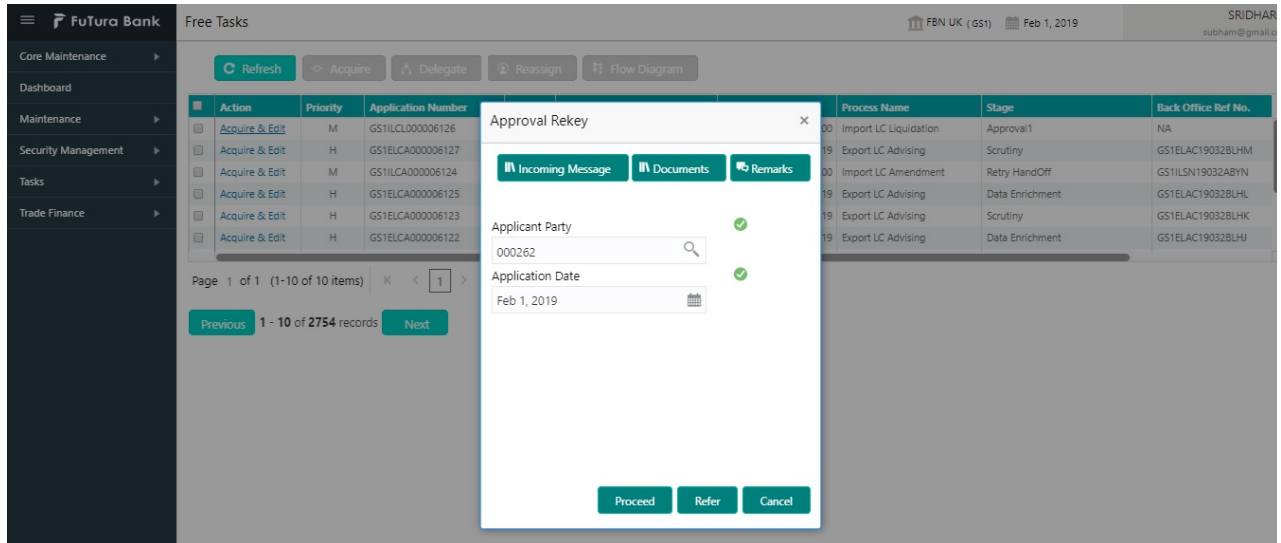 FuTura Bank
Free Tasks
FBN UK (GS1)
Feb 1, 2019
SRIDHAR
subham@gmail.c
Core Maintenance
Dashboard
Maintenance
Security Management
Tasks
Trade Finance
Refresh Acquire Delegate Reassign Flow Diagram
Action Priority Application Number Process Name Stage Back Office Ref No.
Acquire & Edit M GS1ILCL000006126 00 Import LC Liquidation Approval1 NA
Acquire & Edit H GS1ELCA000006127 19 Export LC Advising Scrutiny GS1ELAC19032BLHM
Acquire & Edit M GS1ILCA000006124 00 Import LC Amendment Retry HandOff GS1ILSN19032ABYN
Acquire & Edit H GS1ELCA000006125 19 Export LC Advising Data Enrichment GS1ELAC19032BLHL
Acquire & Edit H GS1ELCA000006123 19 Export LC Advising Scrutiny GS1ELAC19032BLHK
Acquire & Edit H GS1ELCA000006122 19 Export LC Advising Data Enrichment GS1ELAC19032BLHJ
Page 1 of 1 (1-10 of 10 items) K < 1 >
Previous 1 - 10 of 2754 records Next
Approval Rekey ×
Incoming Message Documents Remarks
Applicant Party
000262
Application Date
Feb 1, 2019
Proceed Refer Cancel